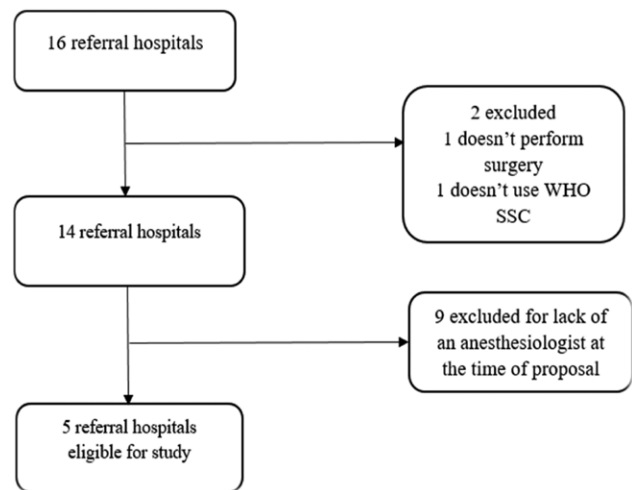 16 referral hospitals
2 excluded
1 doesn’t perform
surgery
1 doesn’t use WHO
SSC
14 referral hospitals
9 excluded for lack of
an anesthesiologist at
the time of proposal
5 referral hospitals
eligible for study